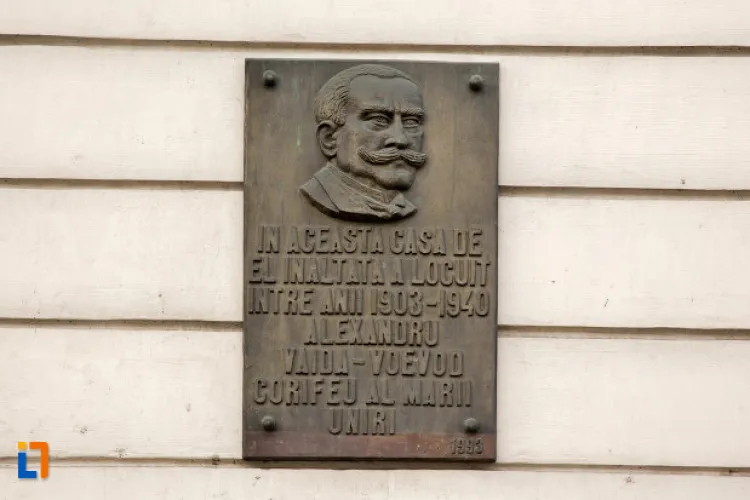 IN ACEASTA CASA DE
EL INALTATA A LOCUIT
INTRE ANII 1903-1940
ALEXANDRU
VAIDA-VOEVOD
CORIFEU AL MARII
UNIRI
1993